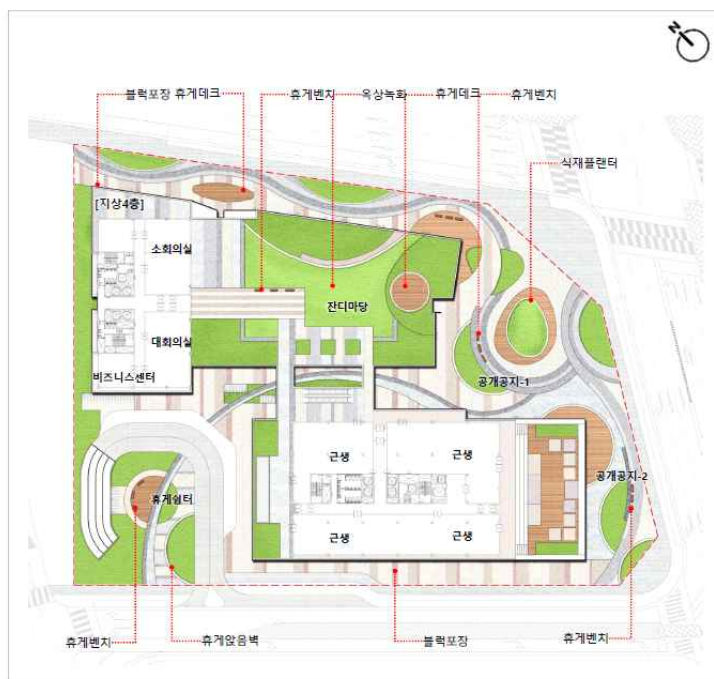 N
블럭포장 휴게데크
휴게벤치
옥상녹화
휴게데크
휴게벤치
식재플랜터
[지상4층]
소회의실
잔디마당
대회의실
비즈니스센터
공개공지-1
근생
근생
공개공지-2
휴게쉼터
근생
근생
휴게벤치
휴게앉음벽
블럭포장
휴게벤치